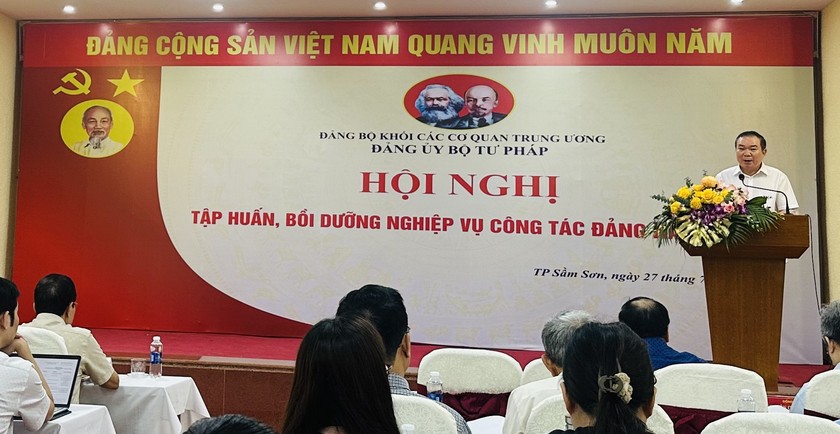 ĐẢNG CỘNG SẢN VIỆT NAM QUANG VINH MUÔN NĂM
ĐẢNG BỘ KHỐI CÁC CƠ QUAN TRUNG ƯƠNG
ĐẢNG ỦY BỘ TƯ PHÁP
HỘI NGHỊ
TẬP HUẤN, BỒI DƯỠNG NGHIỆP VỤ CÔNG TÁC ĐẢNG
TP Sầm Sơn, ngày 27 tháng 7